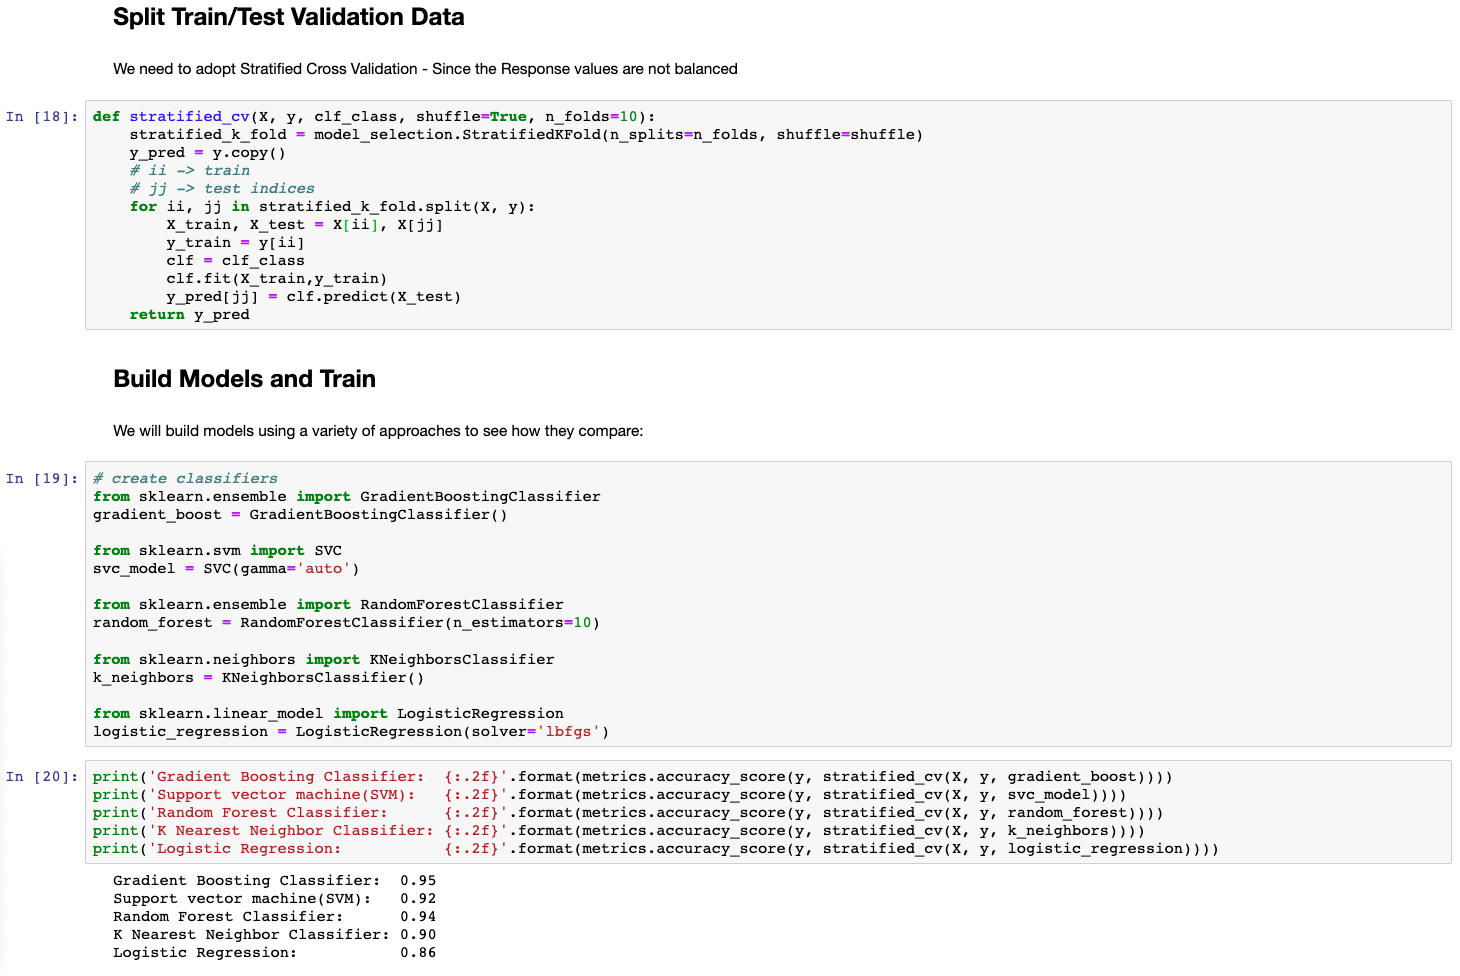 Split Train/Test Validation Data
We need to adopt Stratified Cross Validation - Since the Response values are not balanced
In [18]: def stratified_cv(X, y, clf_class, shuffle=True, n_folds=10):
    stratified_k_fold = model_selection.StratifiedKFold(n_splits=n_folds, shuffle=shuffle)
    y_pred = y.copy()
    # ii -> train
    # jj -> test indices
    for ii, jj in stratified_k_fold.split(X, y):
        X_train, X_test = X[ii], X[jj]
        y_train = y[ii]
        clf = clf_class
        clf.fit(X_train,y_train)
        y_pred[jj] = clf.predict(X_test)
    return y_pred
Build Models and Train
We will build models using a variety of approaches to see how they compare:
In [19]: # create classifiers
from sklearn.ensemble import GradientBoostingClassifier
gradient_boost = GradientBoostingClassifier()
from sklearn.svm import SVC
svc_model = SVC(gamma='auto')
from sklearn.ensemble import RandomForestClassifier
random_forest = RandomForestClassifier(n_estimators=10)
from sklearn.neighbors import KNeighborsClassifier
k_neighbors = KNeighborsClassifier()
from sklearn.linear_model import LogisticRegression
logistic_regression = LogisticRegression(solver='lbfgs')
In [20]: print('Gradient Boosting Classifier:  {:.2f}'.format(metrics.accuracy_score(y, stratified_cv(X, y, gradient_boost))))
print('Support vector machine(SVM):   {:.2f}'.format(metrics.accuracy_score(y, stratified_cv(X, y, svc_model))))
print('Random Forest Classifier:      {:.2f}'.format(metrics.accuracy_score(y, stratified_cv(X, y, random_forest))))
print('K Nearest Neighbor Classifier: {:.2f}'.format(metrics.accuracy_score(y, stratified_cv(X, y, k_neighbors))))
print('Logistic Regression:           {:.2f}'.format(metrics.accuracy_score(y, stratified_cv(X, y, logistic_regression))))
Gradient Boosting Classifier:  0.95
Support vector machine(SVM):   0.92
Random Forest Classifier:      0.94
K Nearest Neighbor Classifier: 0.90
Logistic Regression:           0.86